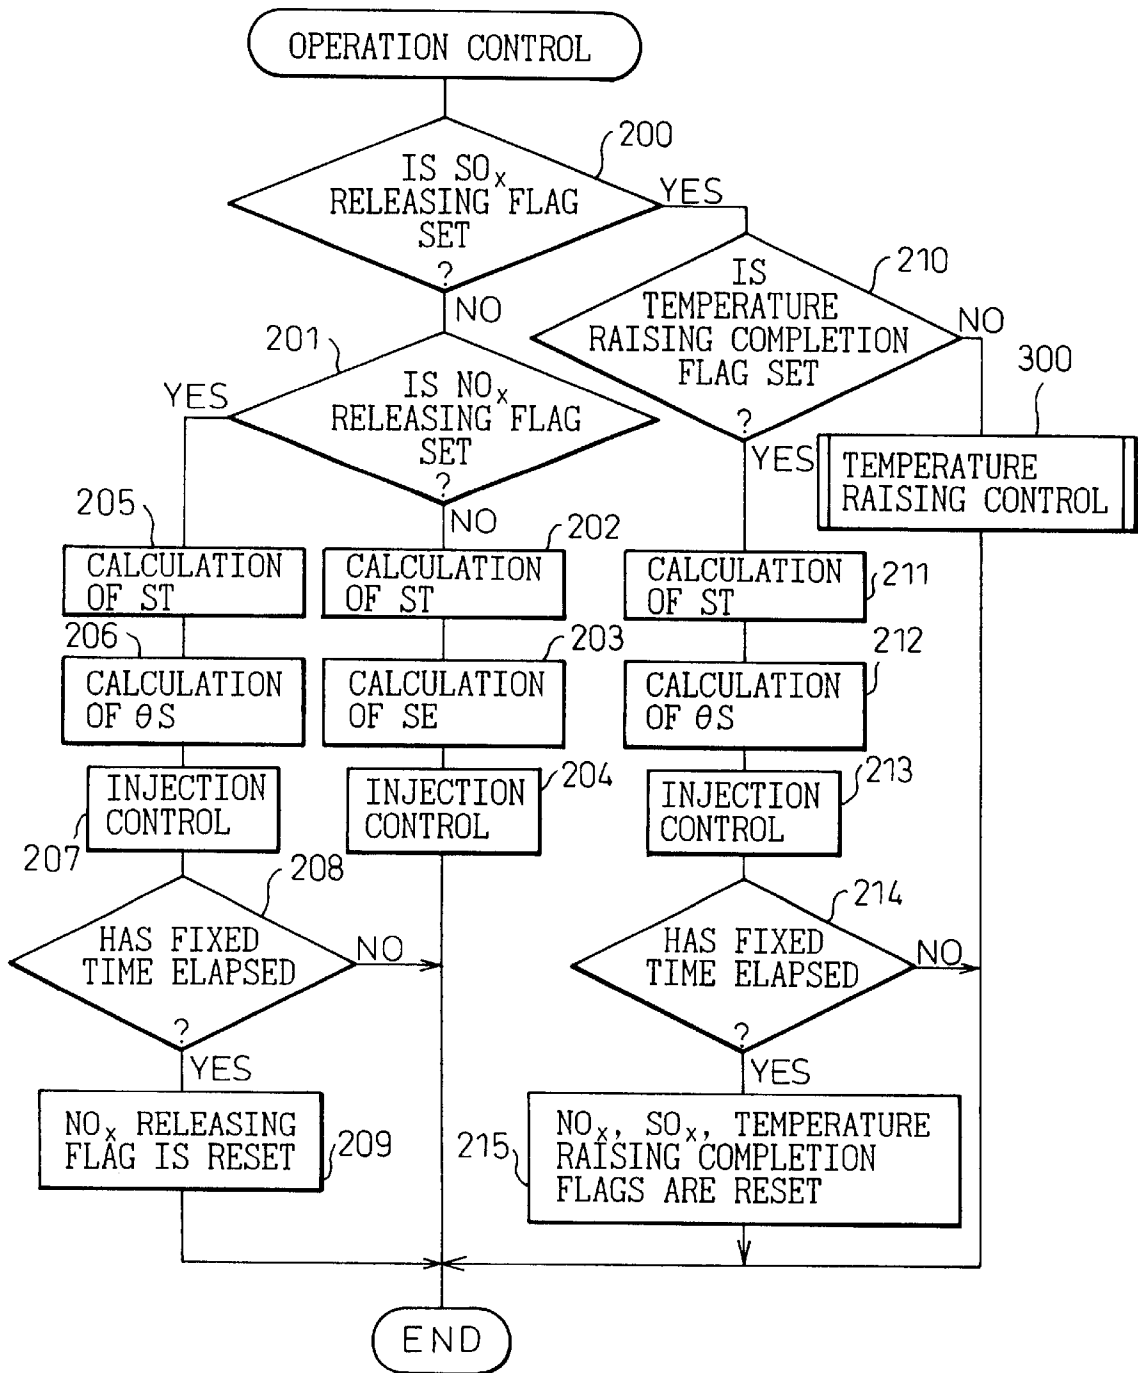 OPERATION CONTROL
200
IS SOx
RELEASING FLAG
SET
?
YES
NO
210
IS
TEMPERATURE
RAISING COMPLETION
FLAG SET
?
NO
YES
300
TEMPERATURE
RAISING CONTROL
201
IS NOx
RELEASING FLAG
SET
?
YES
NO
205
CALCULATION
OF ST
202
CALCULATION
OF ST
211
CALCULATION
OF ST
206
CALCULATION
OF θS
203
CALCULATION
OF SE
212
CALCULATION
OF θS
207
INJECTION
CONTROL
204
INJECTION
CONTROL
213
INJECTION
CONTROL
208
HAS FIXED
TIME ELAPSED
?
NO
YES
214
HAS FIXED
TIME ELAPSED
?
NO
YES
NOx RELEASING
FLAG IS RESET
209
215
NOx, SOx, TEMPERATURE
RAISING COMPLETION
FLAGS ARE RESET
END